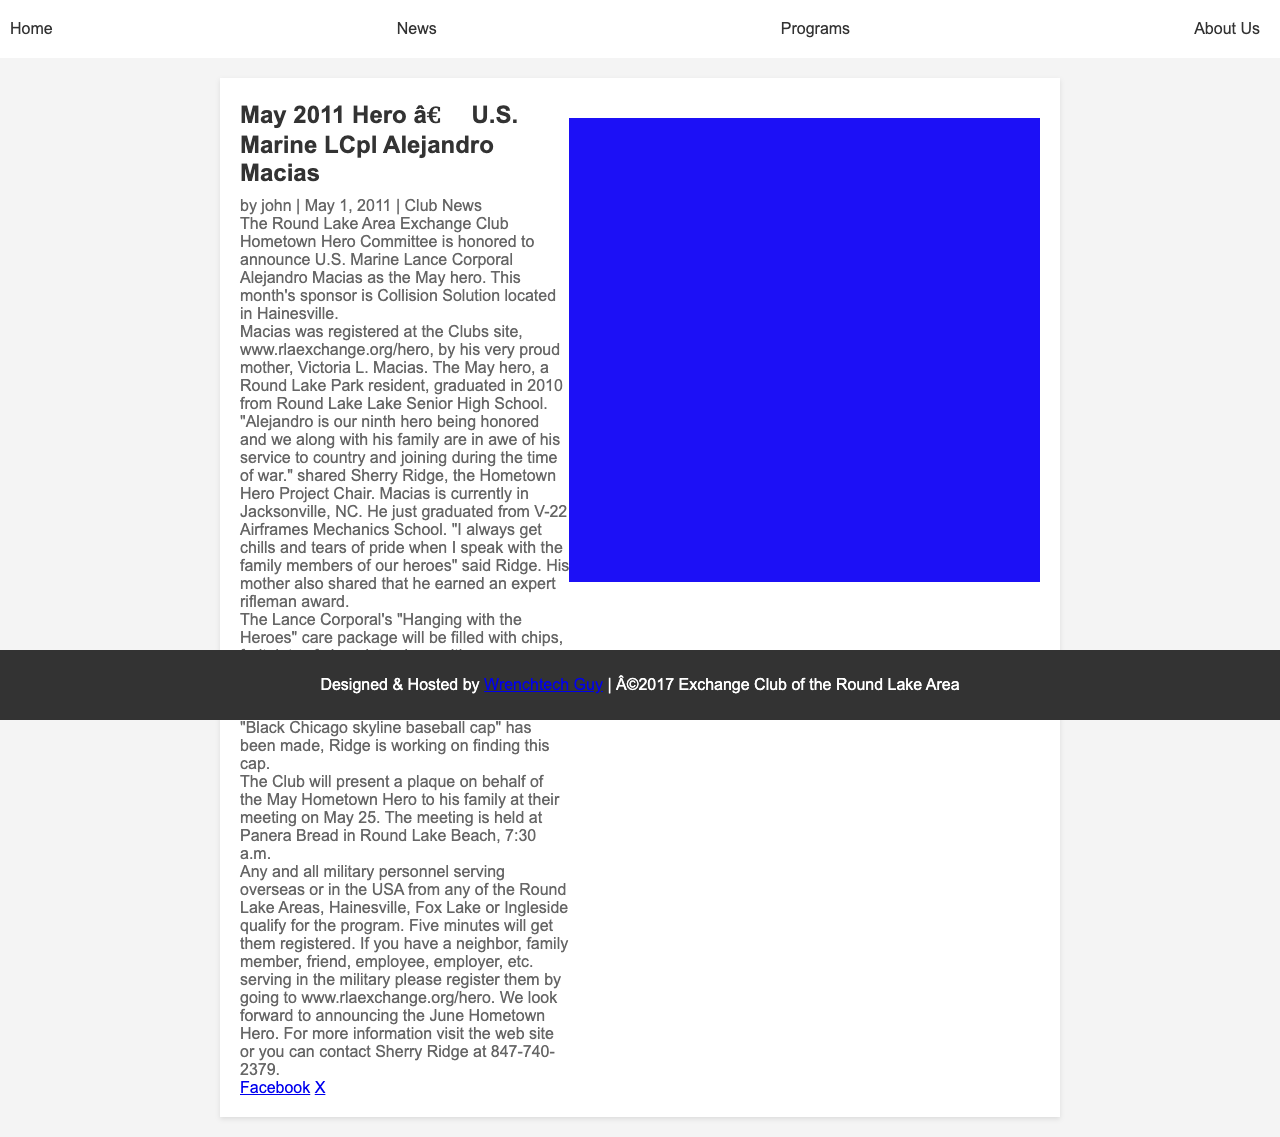 Home
News
Programs
About Us
May 2011 Hero â€ U.S.
Marine LCpl Alejandro
Macias
by john | May 1, 2011 | Club News
The Round Lake Area Exchange Club
Hometown Hero Committee is honored to
announce U.S. Marine Lance Corporal
Alejandro Macias as the May hero. This
month's sponsor is Collision Solution located
in Hainesville.
Macias was registered at the Clubs site,
www.rlaexchange.org/hero, by his very proud
mother, Victoria L. Macias. The May hero, a
Round Lake Park resident, graduated in 2010
from Round Lake Lake Senior High School.
"Alejandro is our ninth hero being honored
and we along with his family are in awe of his
service to country and joining during the time
of war." shared Sherry Ridge, the Hometown
Hero Project Chair. Macias is currently in
Jacksonville, NC. He just graduated from V-22
Airframes Mechanics School. "I always get
chills and tears of pride when I speak with the
family members of our heroes" said Ridge. His
mother also shared that he earned an expert
rifleman award.
The Lance Corporal's "Hanging with the
Heroes" care package will be filled with chips,
Designed & Hosted by Wrenchtech Guy | Â©2017 Exchange Club of the Round Lake Area
"Black Chicago skyline baseball cap" has
been made, Ridge is working on finding this
cap.
The Club will present a plaque on behalf of
the May Hometown Hero to his family at their
meeting on May 25. The meeting is held at
Panera Bread in Round Lake Beach, 7:30
a.m.
Any and all military personnel serving
overseas or in the USA from any of the Round
Lake Areas, Hainesville, Fox Lake or Ingleside
qualify for the program. Five minutes will get
them registered. If you have a neighbor, family
member, friend, employee, employer, etc.
serving in the military please register them by
going to www.rlaexchange.org/hero. We look
forward to announcing the June Hometown
Hero. For more information visit the web site
or you can contact Sherry Ridge at 847-740-
2379.
Facebook X